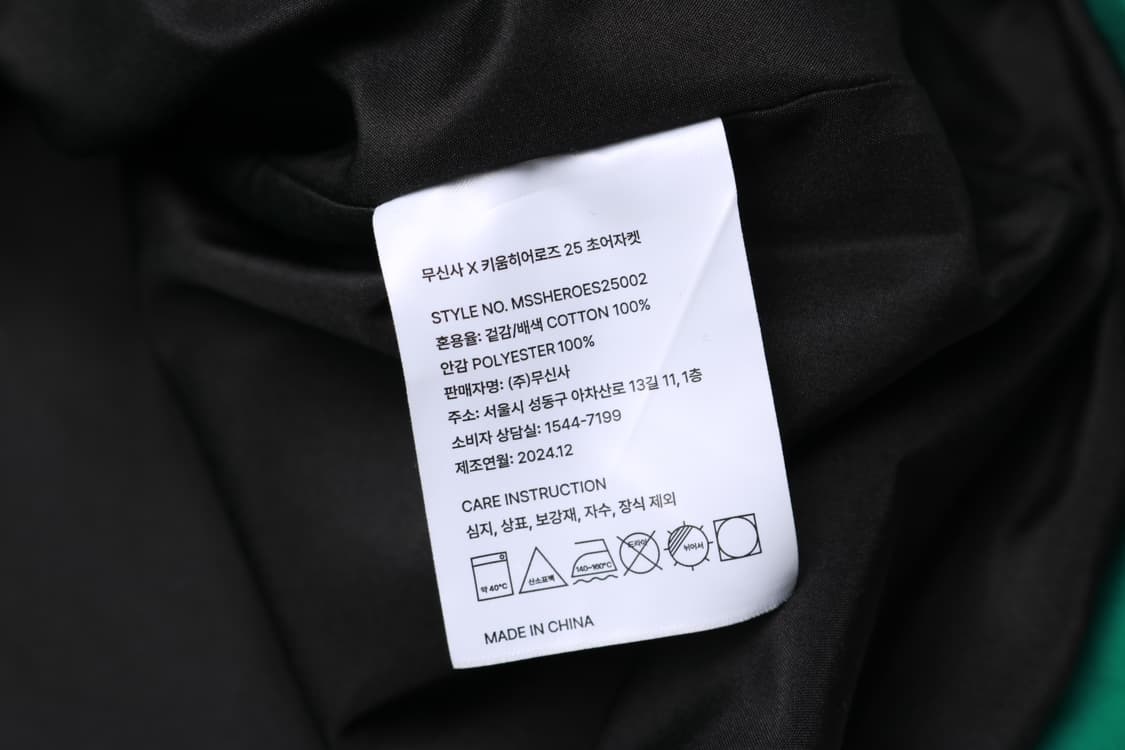 무신사 X 키움히어로즈 25 초어자켓
STYLE NO. MSSHEROES25002
혼용율: 겉감/배색 COTTON 100%
안감 POLYESTER 100%
판매자명: (주)무신사
주소: 서울시 성동구 아차산로 13길 11, 1층
소비자 상담실: 1544-7199
제조연월: 2024.12
CARE INSTRUCTION
심지, 상표, 보강재, 자수, 장식 제외
약 40°C 산소표백 140~160°C 드라이 뉘어서
MADE IN CHINA